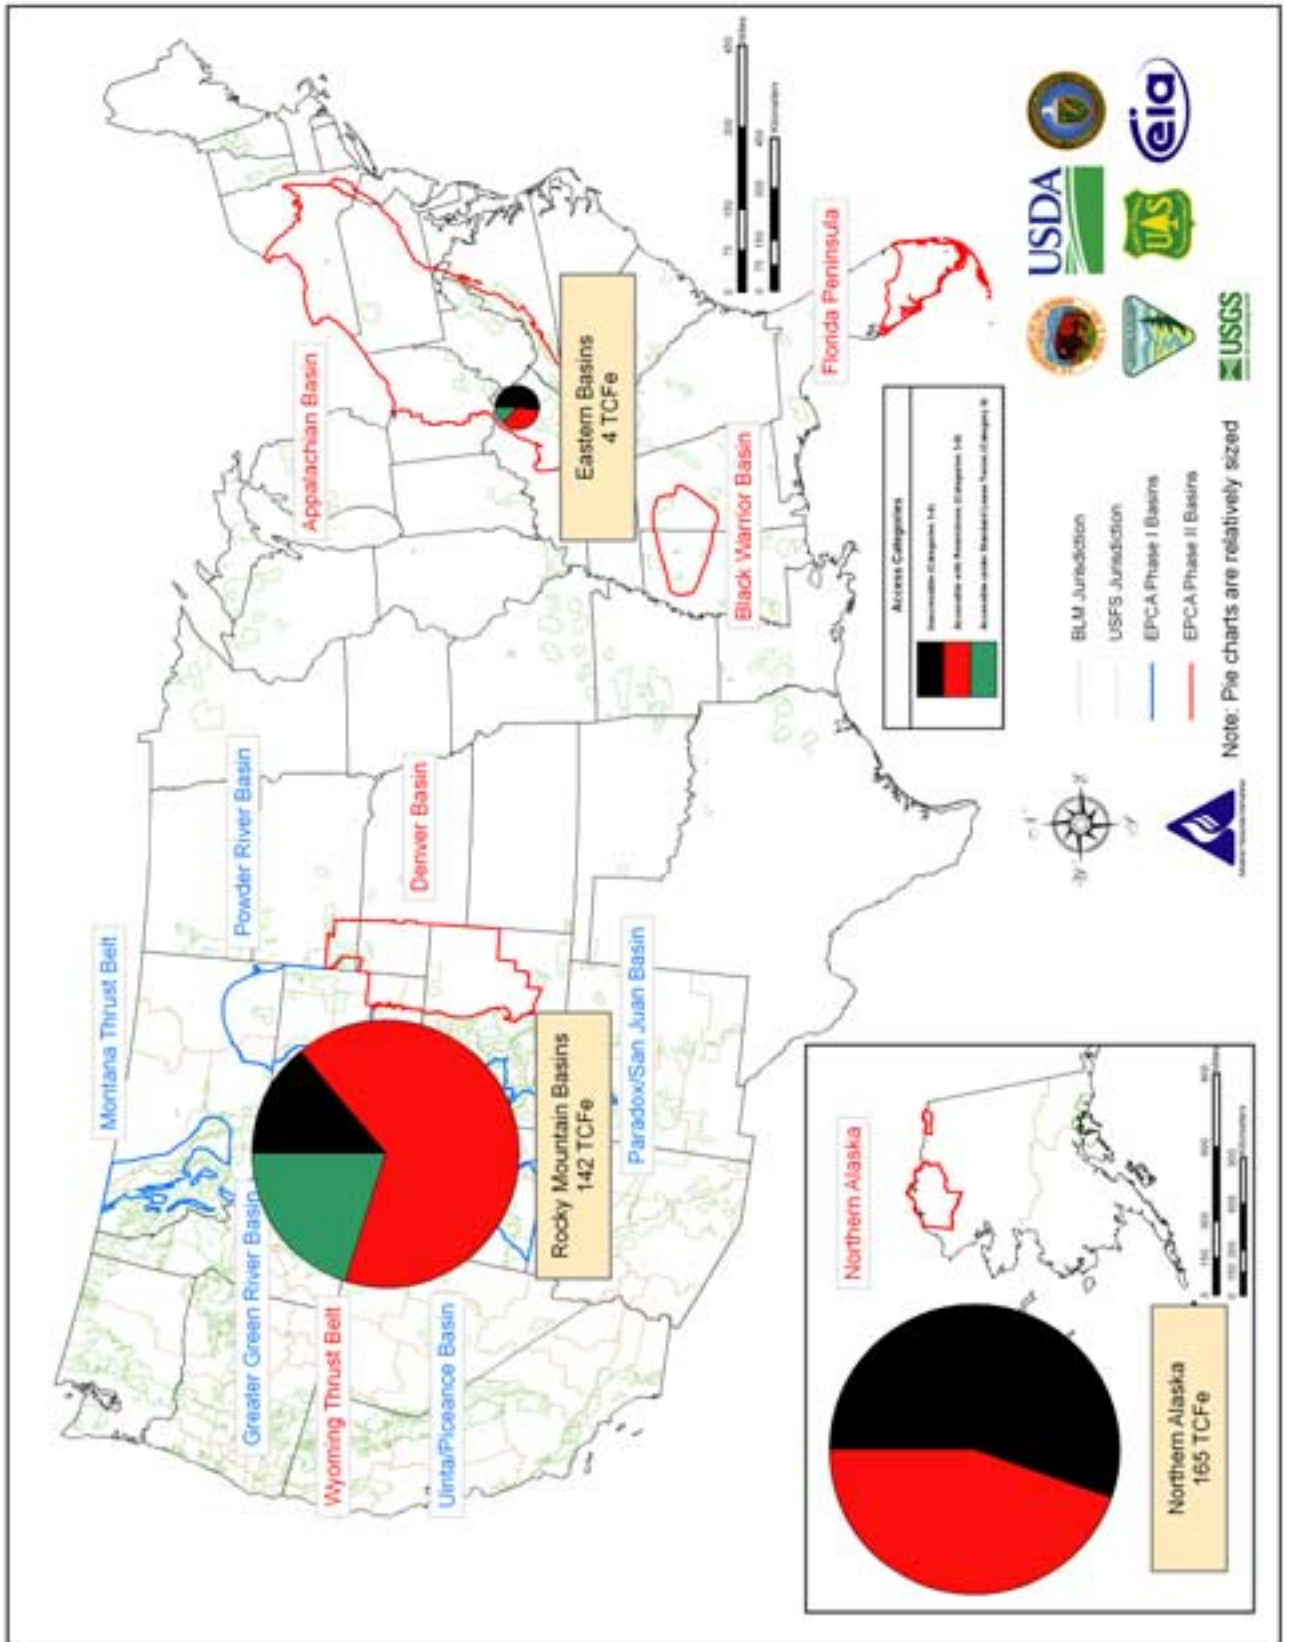 Montana Thrust Belt
Powder River Basin
Appalachian Basin
Greater Green River Basin
Wyoming Thrust Belt
Denver Basin
Uinta/Piceance Basin
Rocky Mountain Basins
142 TCFe
Eastern Basins
4 TCFe
Paradox/San Juan Basin
Black Warrior Basin
Florida Peninsula
Northern Alaska
Northern Alaska
165 TCFe
Access Categories
BLM Jurisdiction
USFS Jurisdiction
EPCA Phase I Basins
EPCA Phase II Basins
Note: Pie charts are relatively sized
USDA
eia
UAS
USGS